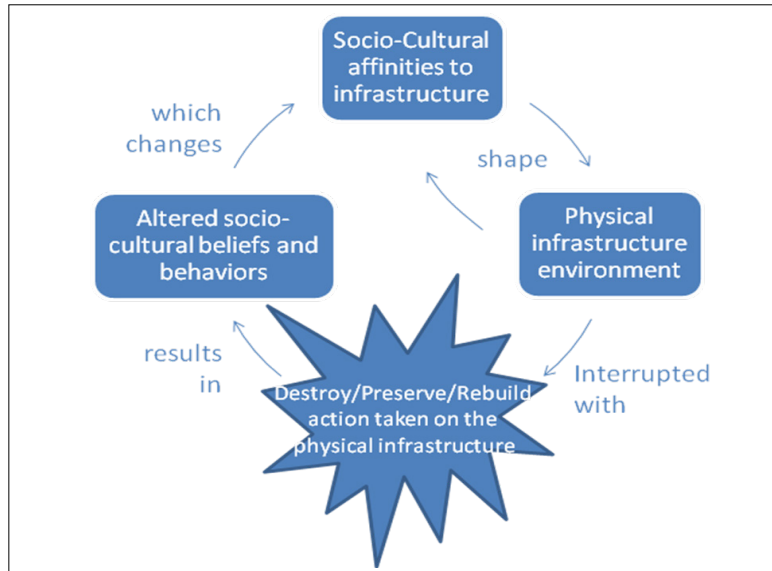 Socio-Cultural
affinities to
infrastructure
which
changes
shape
Physical
infrastructure
environment
Altered socio-
cultural beliefs and
behaviors
results
in
Interrupted
with
Destroy/Preserve/Rebuild
action taken on the
physical infrastructure